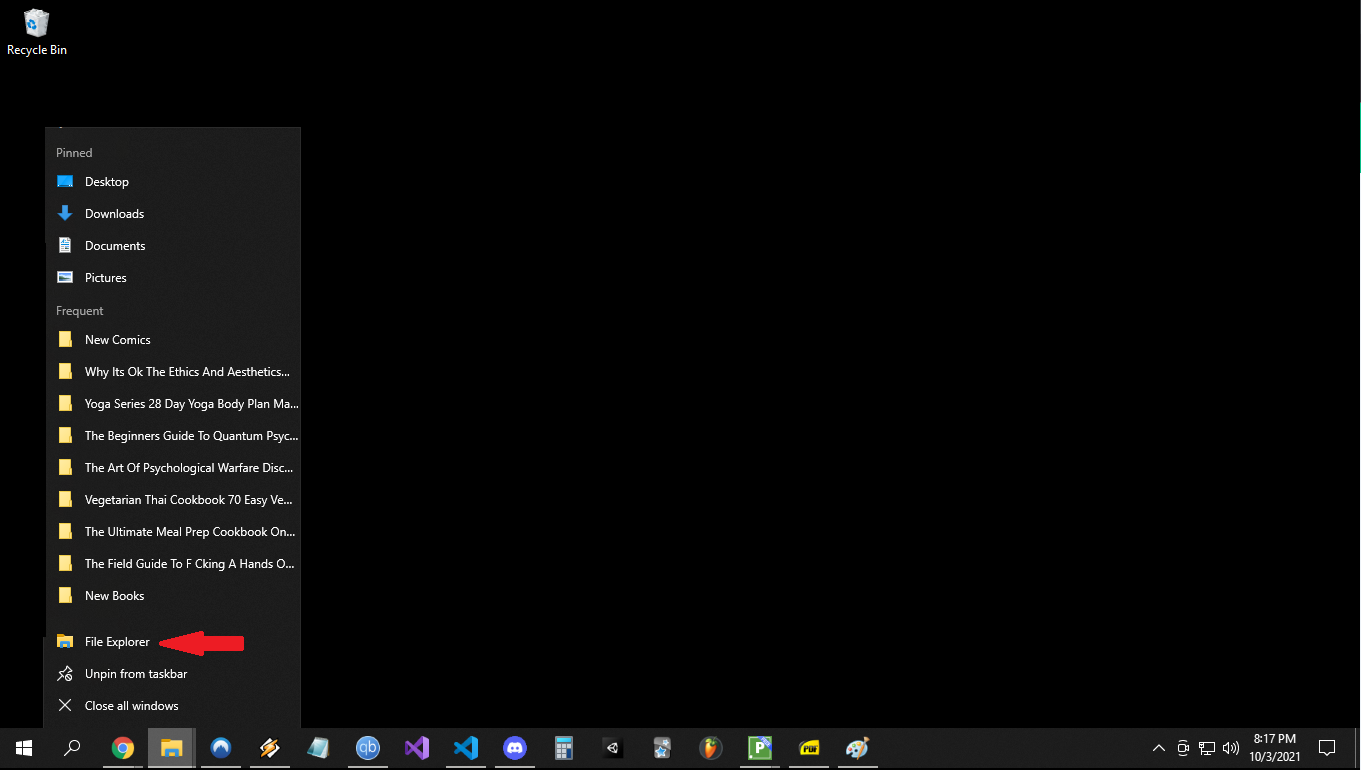 Recycle Bin
Pinned
Desktop
Downloads
Documents
Pictures
Frequent
New Comics
Why Its Ok The Ethics And Aesthetics...
Yoga Series 28 Day Yoga Body Plan Ma...
The Beginners Guide To Quantum Psyc...
The Art Of Psychological Warfare Disc...
Vegetarian Thai Cookbook 70 Easy Ve...
The Ultimate Meal Prep Cookbook On...
The Field Guide To F Cking A Hands O...
New Books
File Explorer
Unpin from taskbar
Close all windows
qb
P
PDF
8:17 PM
10/3/2021